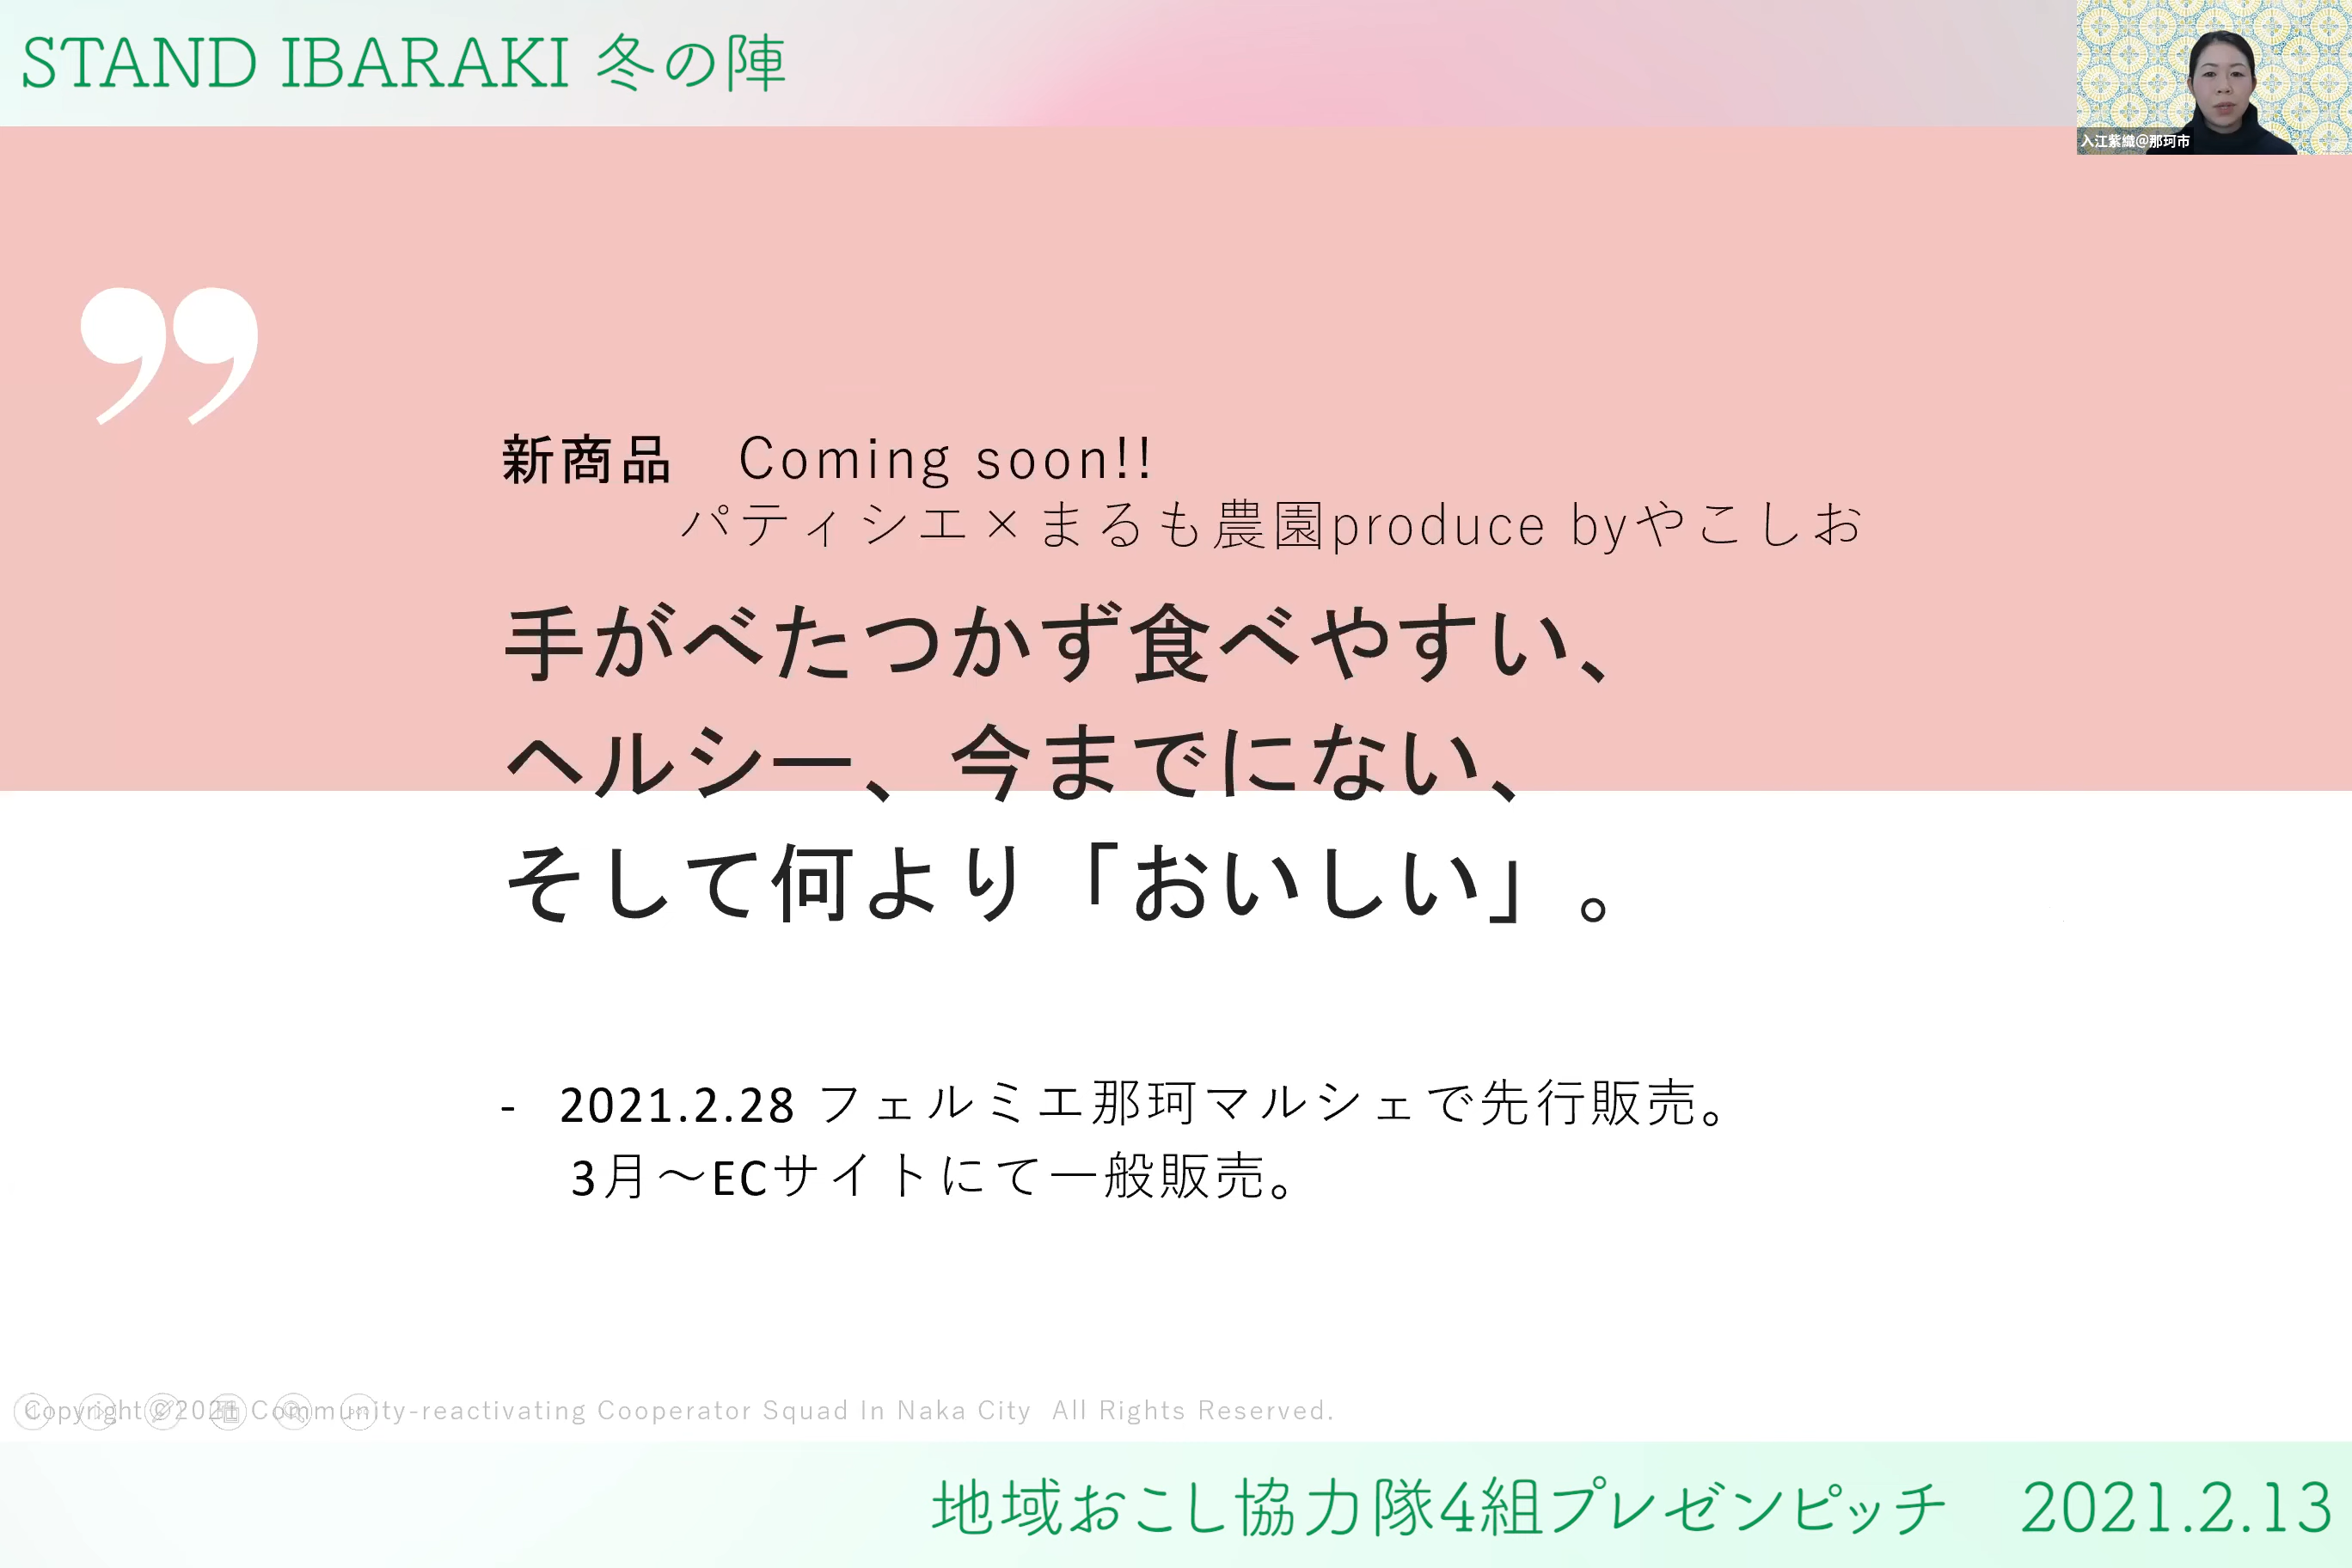 STAND IBARAKI 冬の陣
入江紫織@那珂市
新商品　Coming soon!!
パティシエ×まるも農園produce byやこしお
手がべたつかず食べやすい、
ヘルシー、今までにない、
そして何より「おいしい」。
- 2021.2.28 フェルミエ那珂マルシェで先行販売。
3月～ECサイトにて一般販売。
Copyright ©2021 Community-reactivating Cooperator Squad In Naka City All Rights Reserved.
地域おこし協力隊4組プレゼンピッチ　2021.2.13